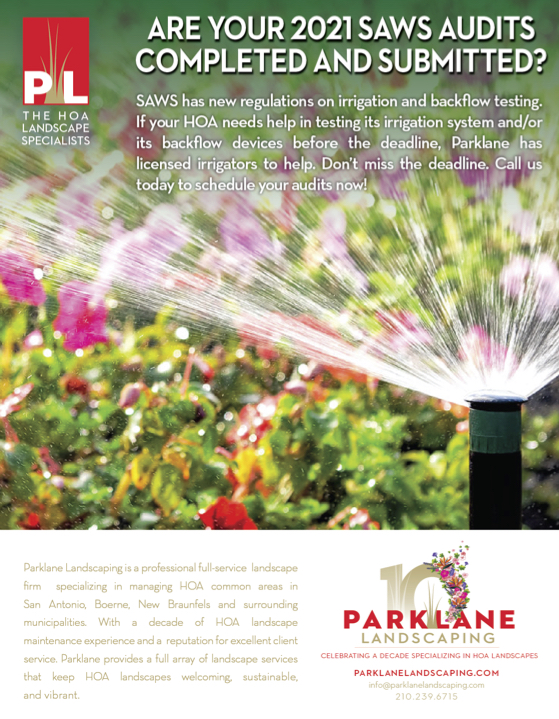 ARE YOUR 2021 SAWS AUDITS
COMPLETED AND SUBMITTED?
PL
THE HOA
LANDSCAPE
SPECIALISTS
SAWS has new regulations on irrigation and backflow testing.
If your HOA needs help in testing its irrigation system and/or
its backflow devices before the deadline, Parklane has
licensed irrigators to help. Don't miss the deadline. Call us
today to schedule your audits now!
Parklane Landscaping is a professional full-service landscape
firm specializing in managing HOA common areas in
San Antonio, Boerne, New Braunfels and surrounding
municipalities. With a decade of HOA landscape
maintenance experience and a reputation for excellent client
service. Parklane provides a full array of landscape services
that keep HOA landscapes welcoming, sustainable,
and vibrant.
10
PARKLANE
LANDSCAPING
CELEBRATING A DECADE SPECIALIZING IN HOA LANDSCAPES
PARKLANELANDSCAPING.COM
info@parklanelandscaping.com
210.239.6715